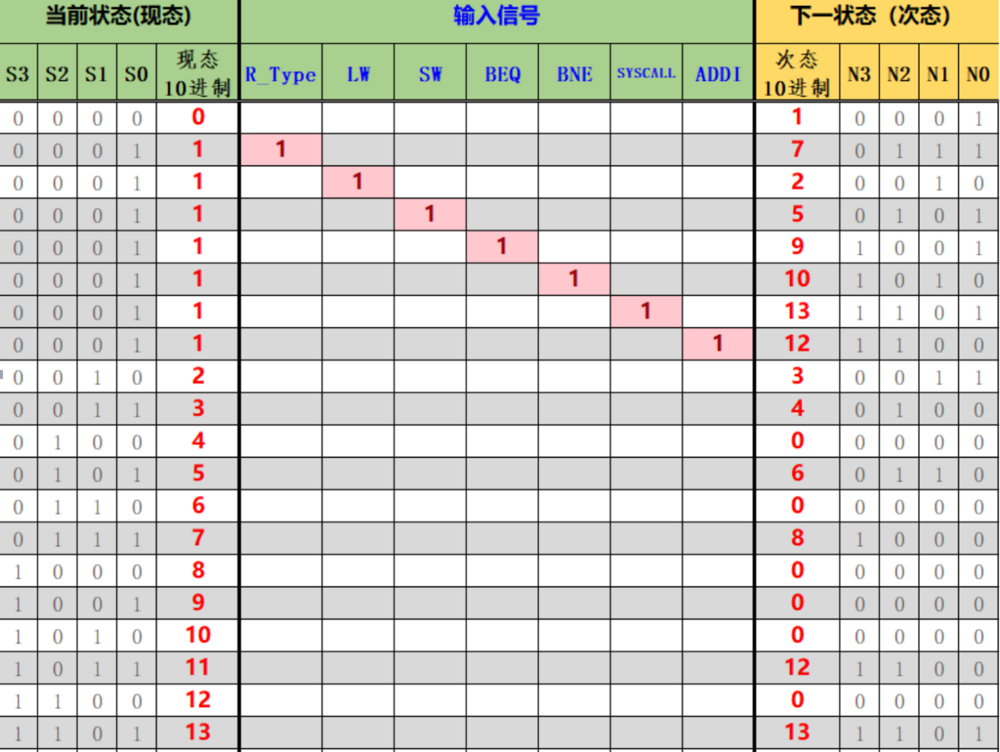 当前状态(现态) 输入信号 下一状态（次态）
S3 S2 S1 S0 现态 10进制 R_Type LW SW BEQ BNE SYSCALL ADDI 次态 10进制 N3 N2 N1 N0
0 0 0 0 0 1 0 0 0 1
0 0 0 1 1 1 7 0 1 1 1
0 0 0 1 1 1 2 0 0 1 0
0 0 0 1 1 1 5 0 1 0 1
0 0 0 1 1 1 9 1 0 0 1
0 0 0 1 1 1 10 1 0 1 0
0 0 0 1 1 1 13 1 1 0 1
0 0 0 1 1 1 12 1 1 0 0
0 0 1 0 2 3 0 0 1 1
0 0 1 1 3 4 0 1 0 0
0 1 0 0 4 0 0 0 0 0
0 1 0 1 5 6 0 1 1 0
0 1 1 0 6 0 0 0 0 0
0 1 1 1 7 8 1 0 0 0
1 0 0 0 8 0 0 0 0 0
1 0 0 1 9 0 0 0 0 0
1 0 1 0 10 0 0 0 0 0
1 0 1 1 11 12 1 1 0 0
1 1 0 0 12 0 0 0 0 0
1 1 0 1 13 13 1 1 0 1